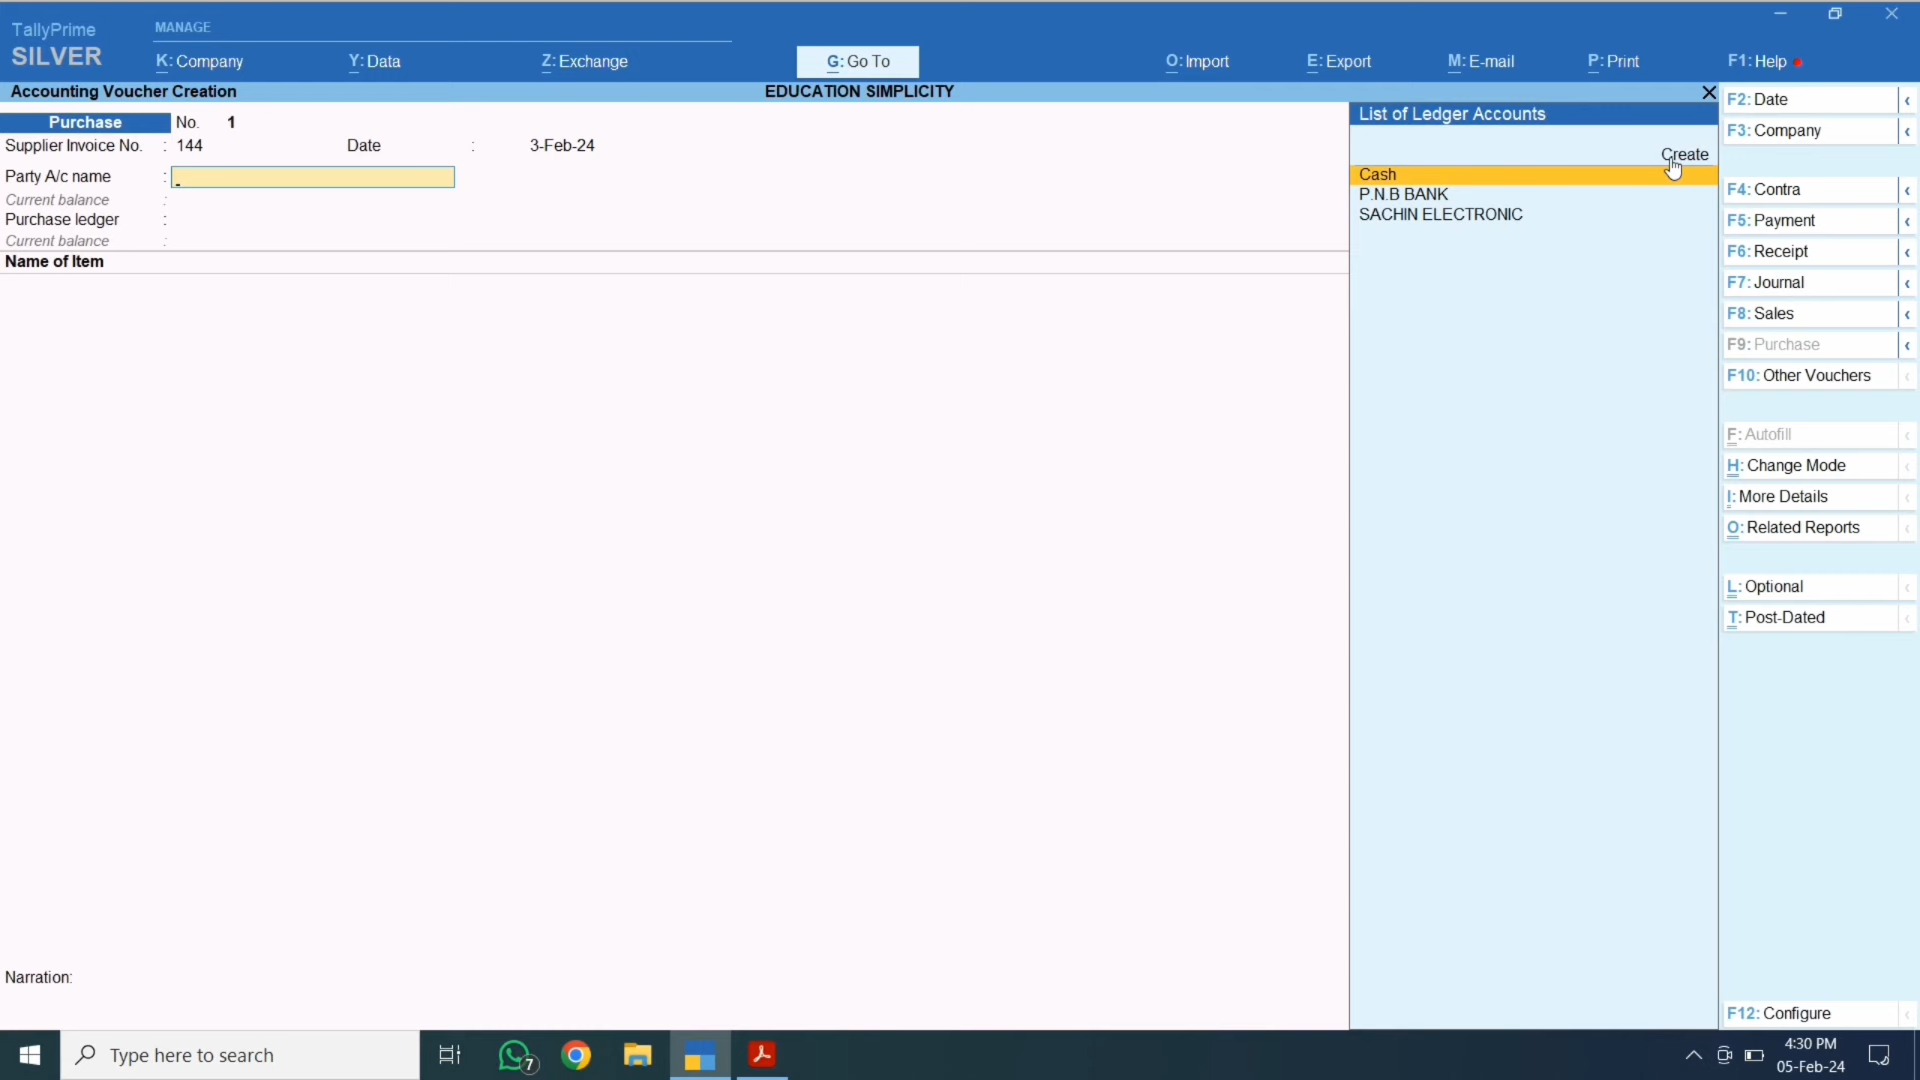 TallyPrime
SILVER
MANAGE
K: Company
Y: Data
Z: Exchange
G: Go To
O: Import
E: Export
M: E-mail
P: Print
F1: Help
Accounting Voucher Creation
EDUCATION SIMPLICITY
Purchase No. 1
Supplier Invoice No. : 144 Date : 3-Feb-24
Party A/c name :
Current balance :
Purchase ledger :
Current balance :
Name of Item
Narration:
List of Ledger Accounts
Create
Cash
P.N.B BANK
SACHIN ELECTRONIC
F2: Date
F3: Company
F4: Contra
F5: Payment
F6: Receipt
F7: Journal
F8: Sales
F9: Purchase
F10: Other Vouchers
F: Autofill
H: Change Mode
I: More Details
O: Related Reports
L: Optional
T: Post-Dated
F12: Configure
Type here to search
7
4:30 PM
05-Feb-24